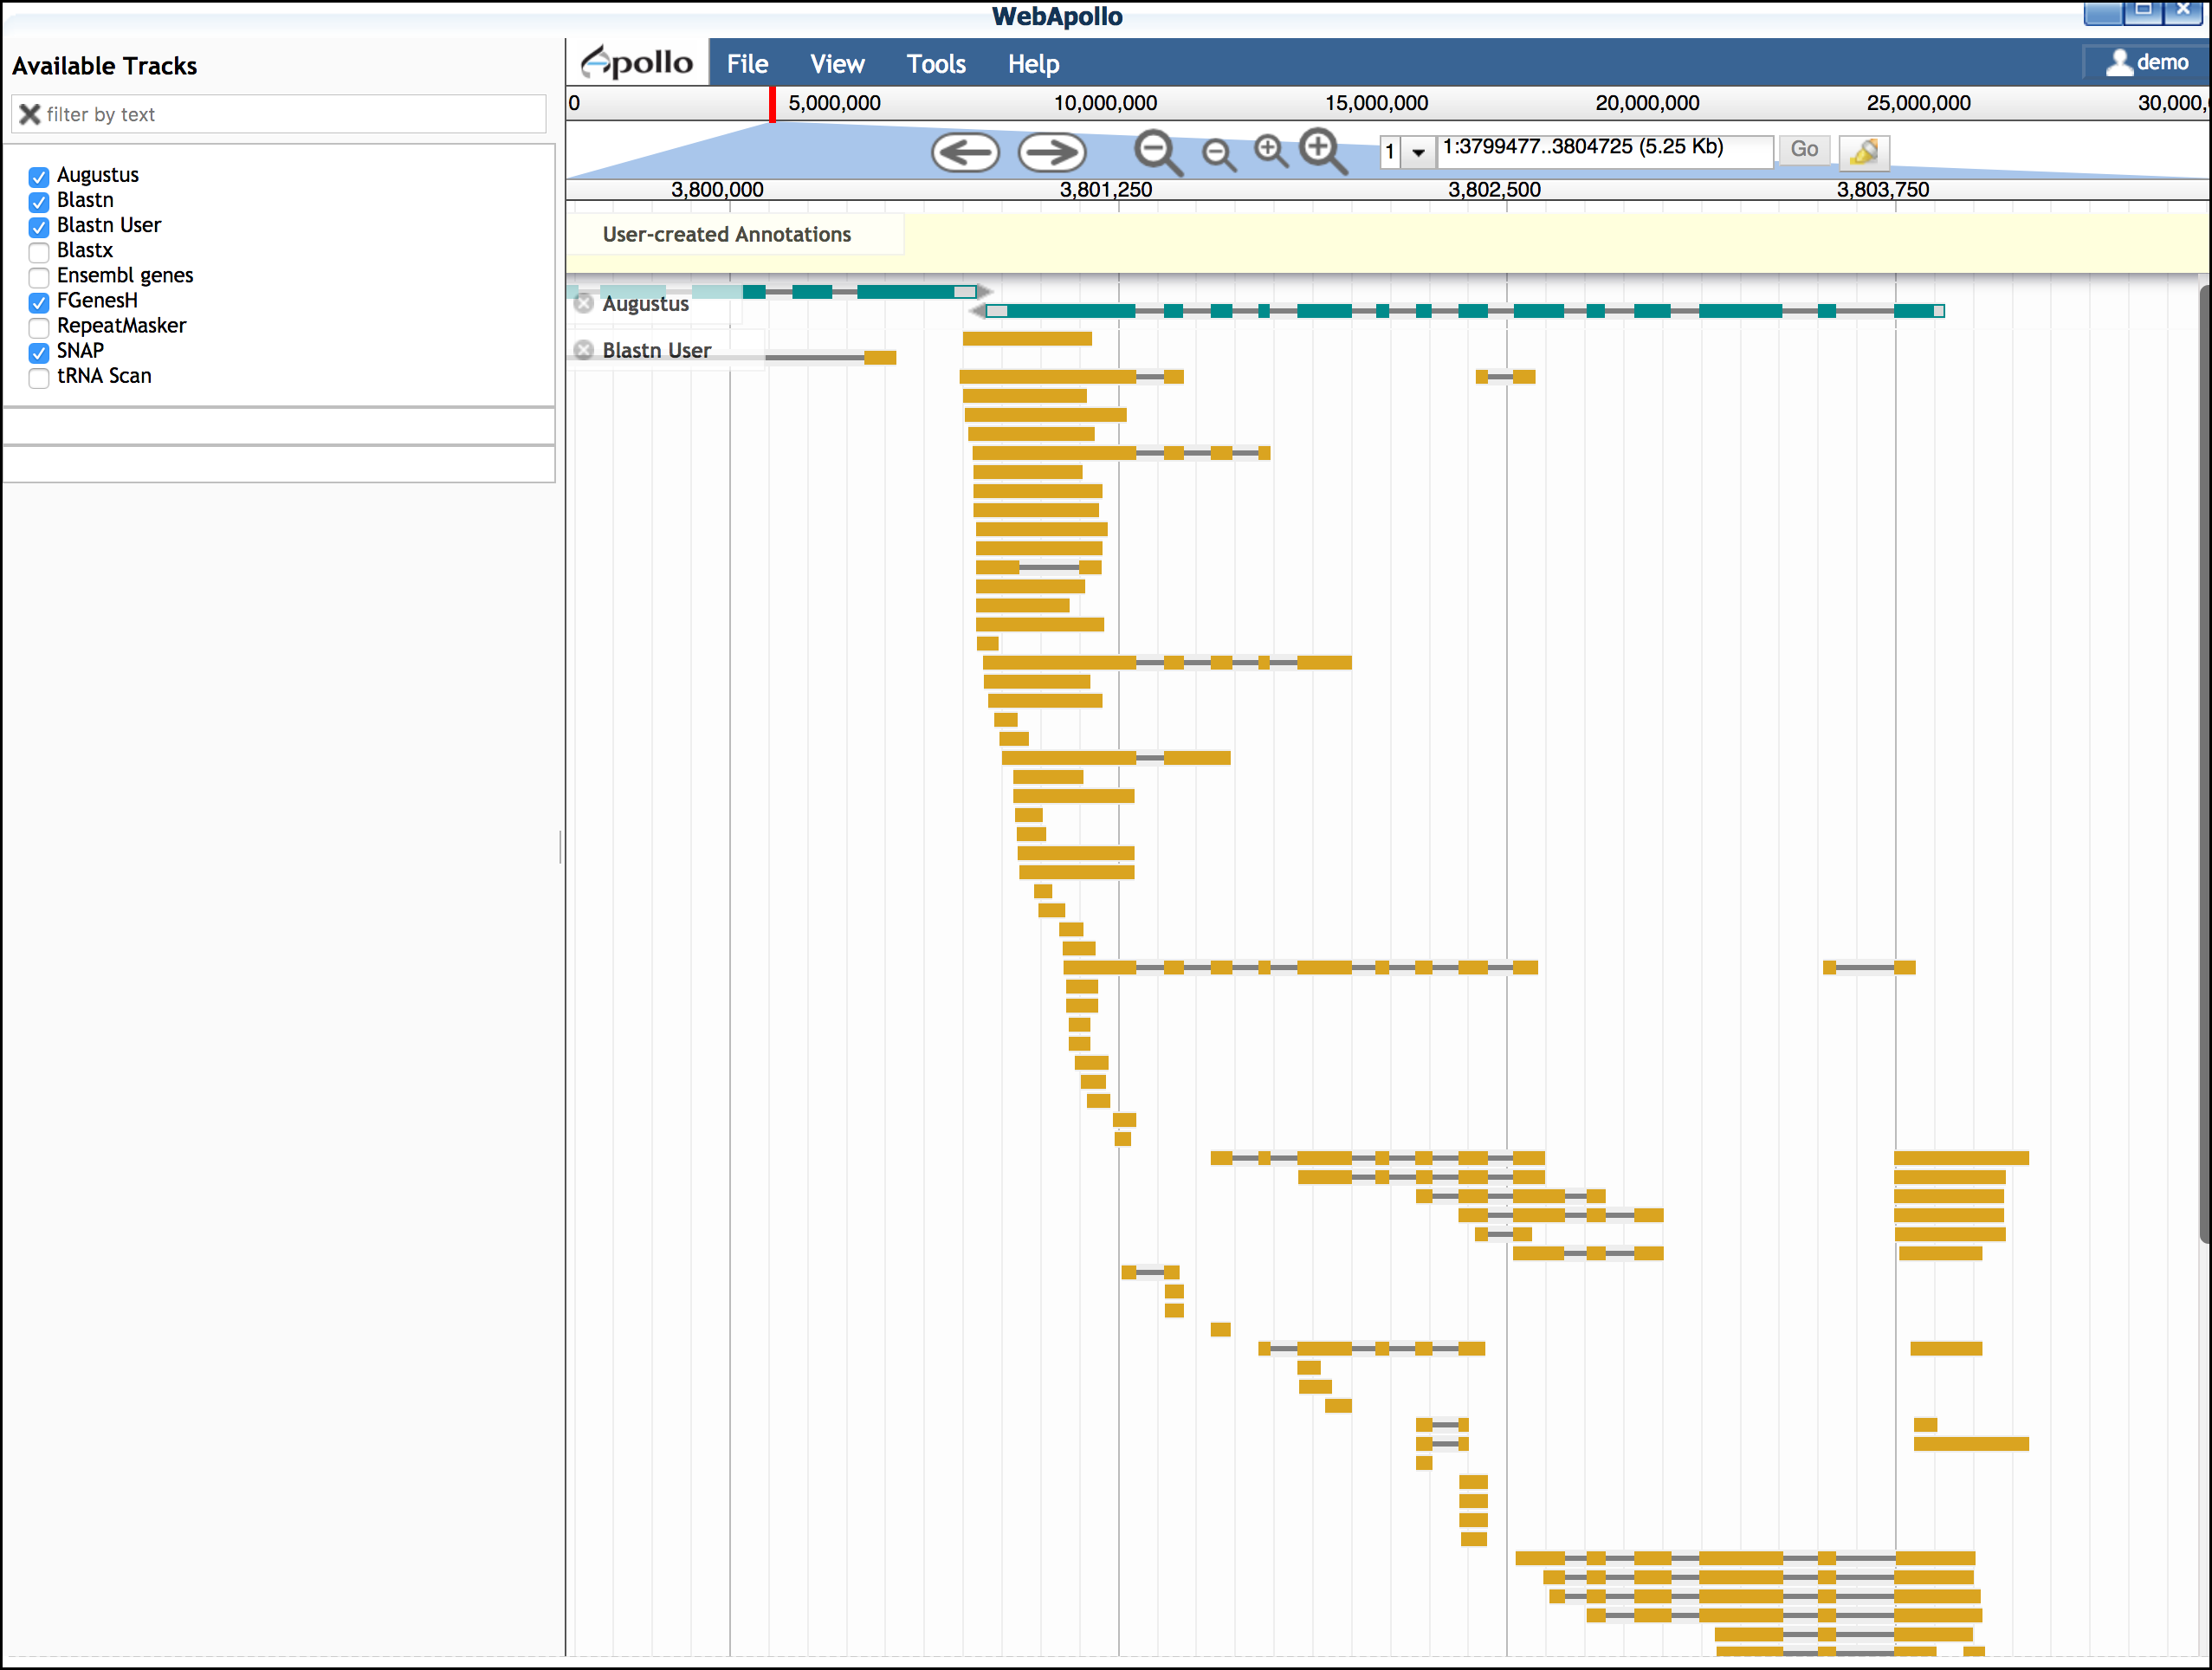 WebApollo
Available Tracks
filter by text
Augustus
Blastn
Blastn User
Blastx
Ensembl genes
FGenesH
RepeatMasker
SNAP
tRNA Scan
Apollo File View Tools Help demo
0 5,000,000 10,000,000 15,000,000 20,000,000 25,000,000 30,000,
1 1:3799477..3804725 (5.25 Kb) Go
3,800,000 3,801,250 3,802,500 3,803,750
User-created Annotations
Augustus
Blastn User